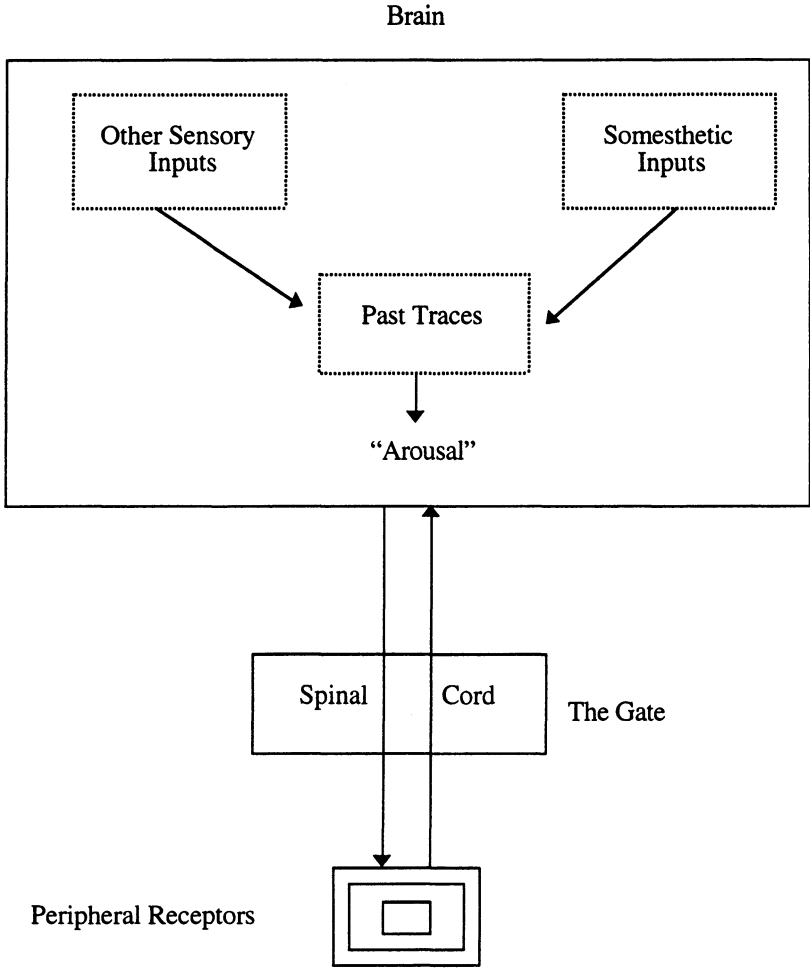 Brain
Other Sensory
Inputs
Somesthetic
Inputs
Past Traces
“Arousal”
Spinal Cord
The Gate
Peripheral Receptors